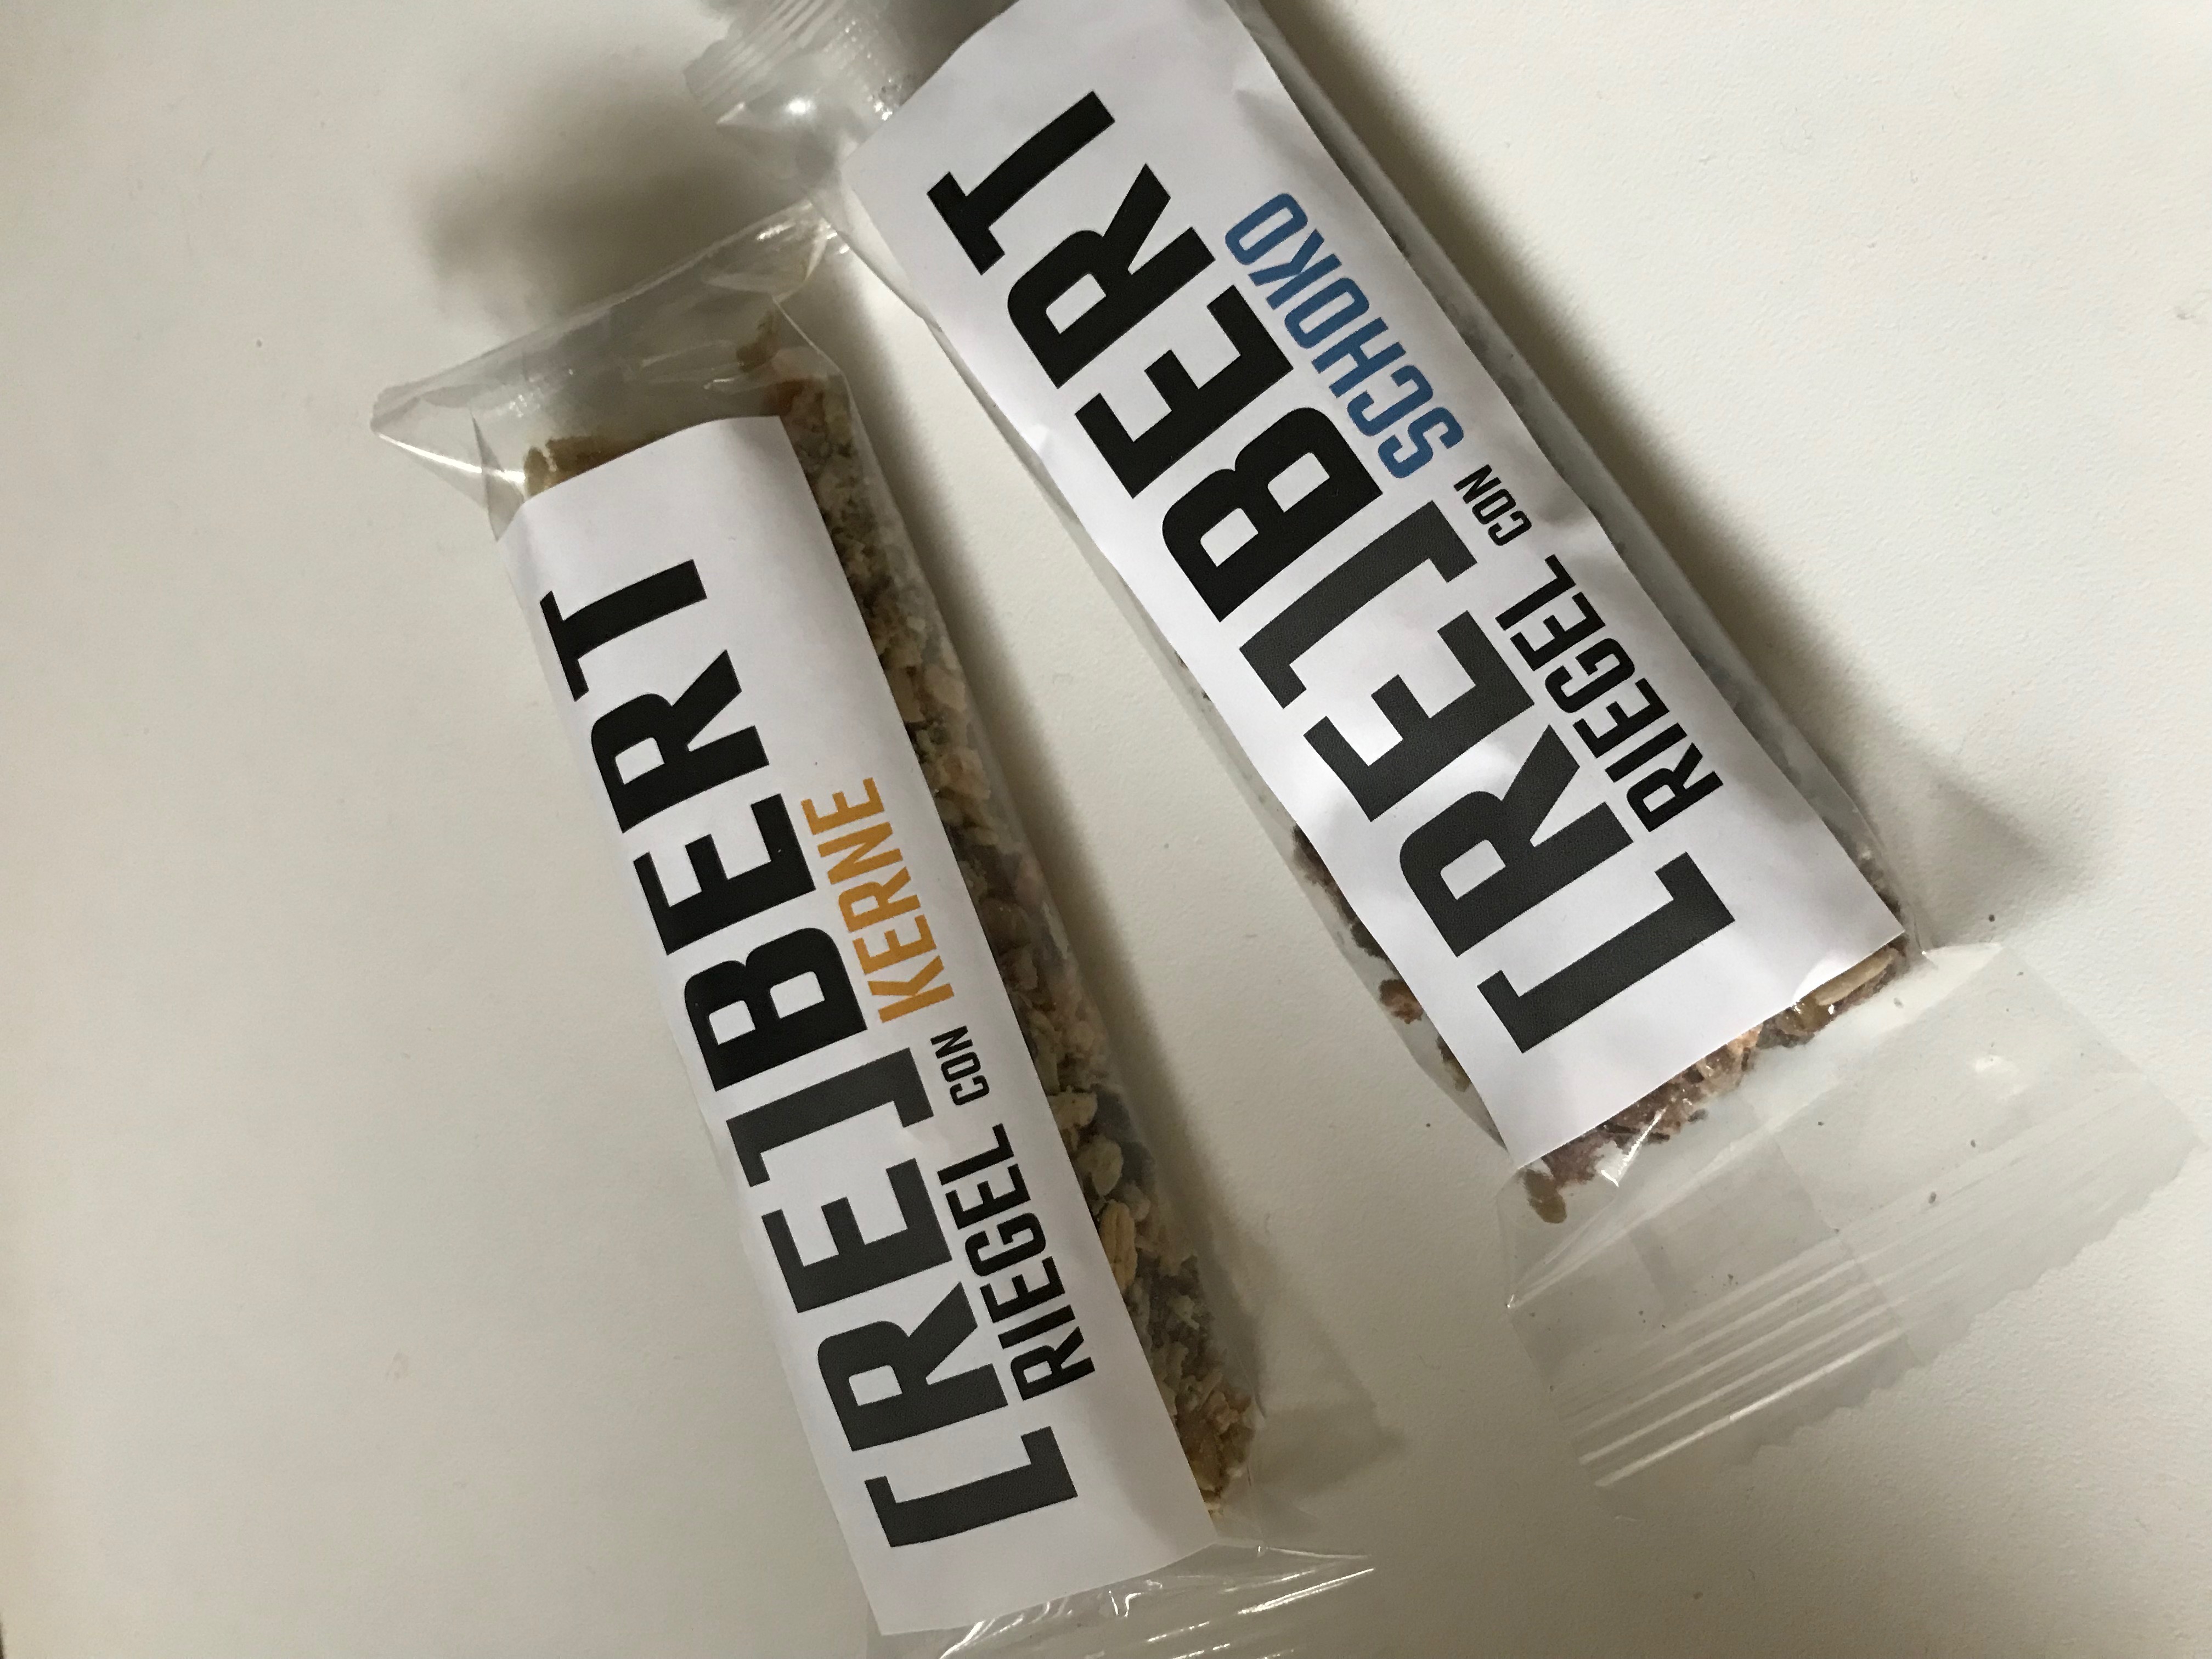 [RE]BERT
RIEGEL CON KERNE
[RE]BERT
RIEGEL CON SCHOKO